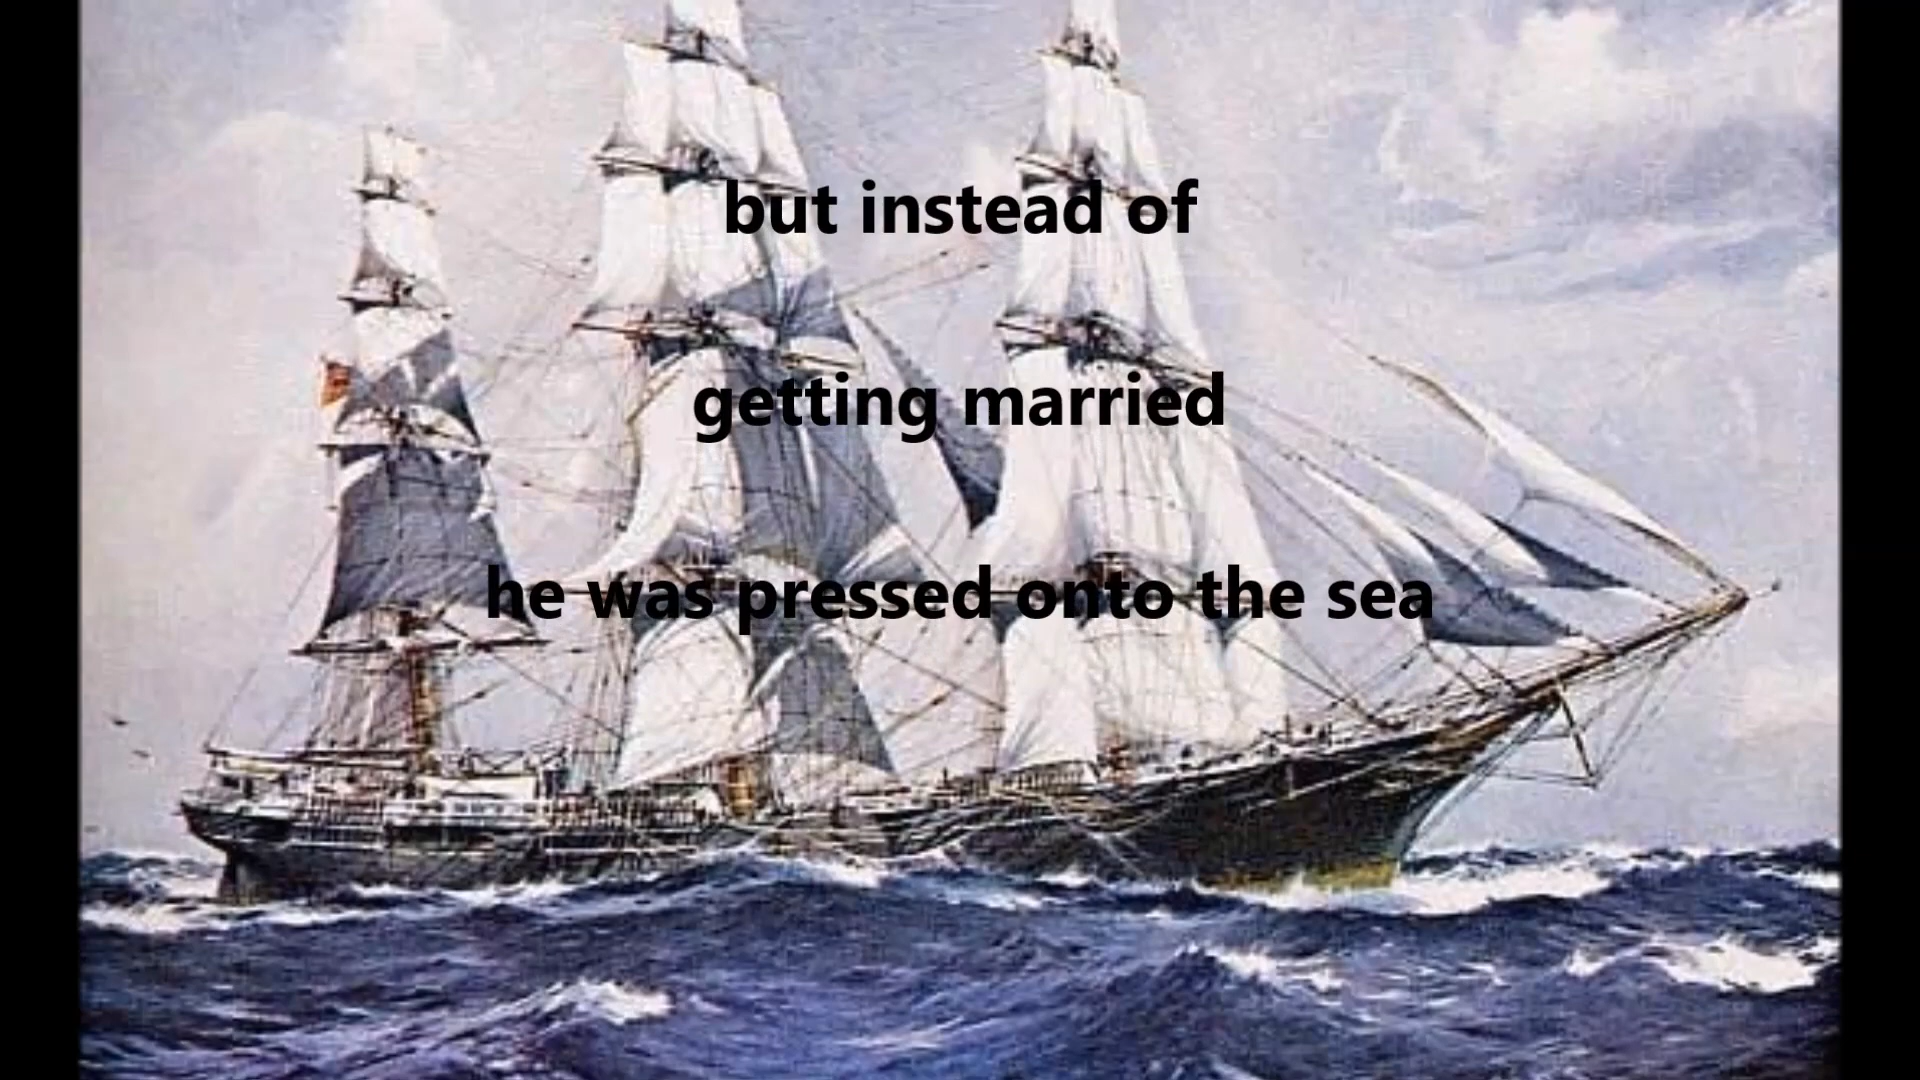 but instead of
getting married
he was pressed onto the sea